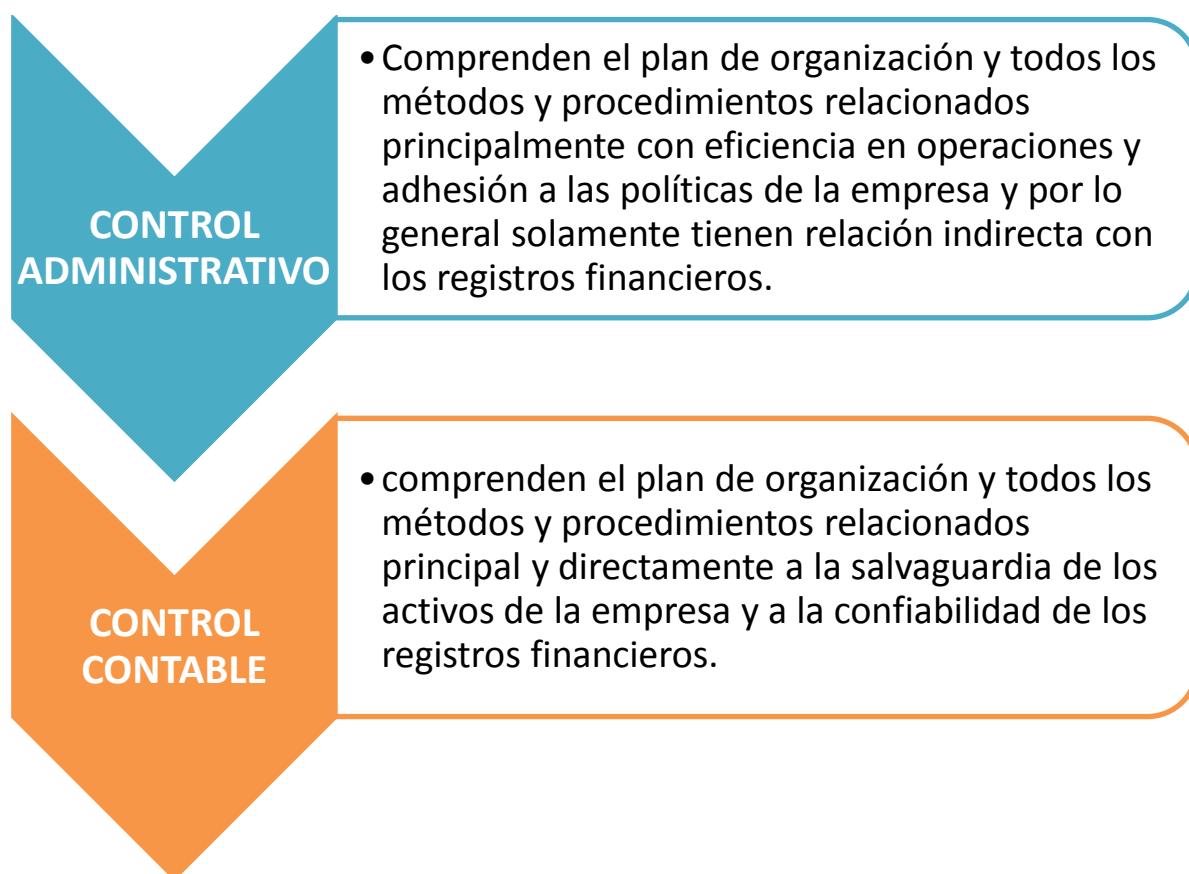 CONTROL
ADMINISTRATIVO
•Comprenden el plan de organización y todos los
métodos y procedimientos relacionados
principalmente con eficiencia en operaciones y
adhesión a las políticas de la empresa y por lo
general solamente tienen relación indirecta con
los registros financieros.
CONTROL
CONTABLE
•comprenden el plan de organización y todos los
métodos y procedimientos relacionados
principal y directamente a la salvaguardia de los
activos de la empresa y a la confiabilidad de los
registros financieros.